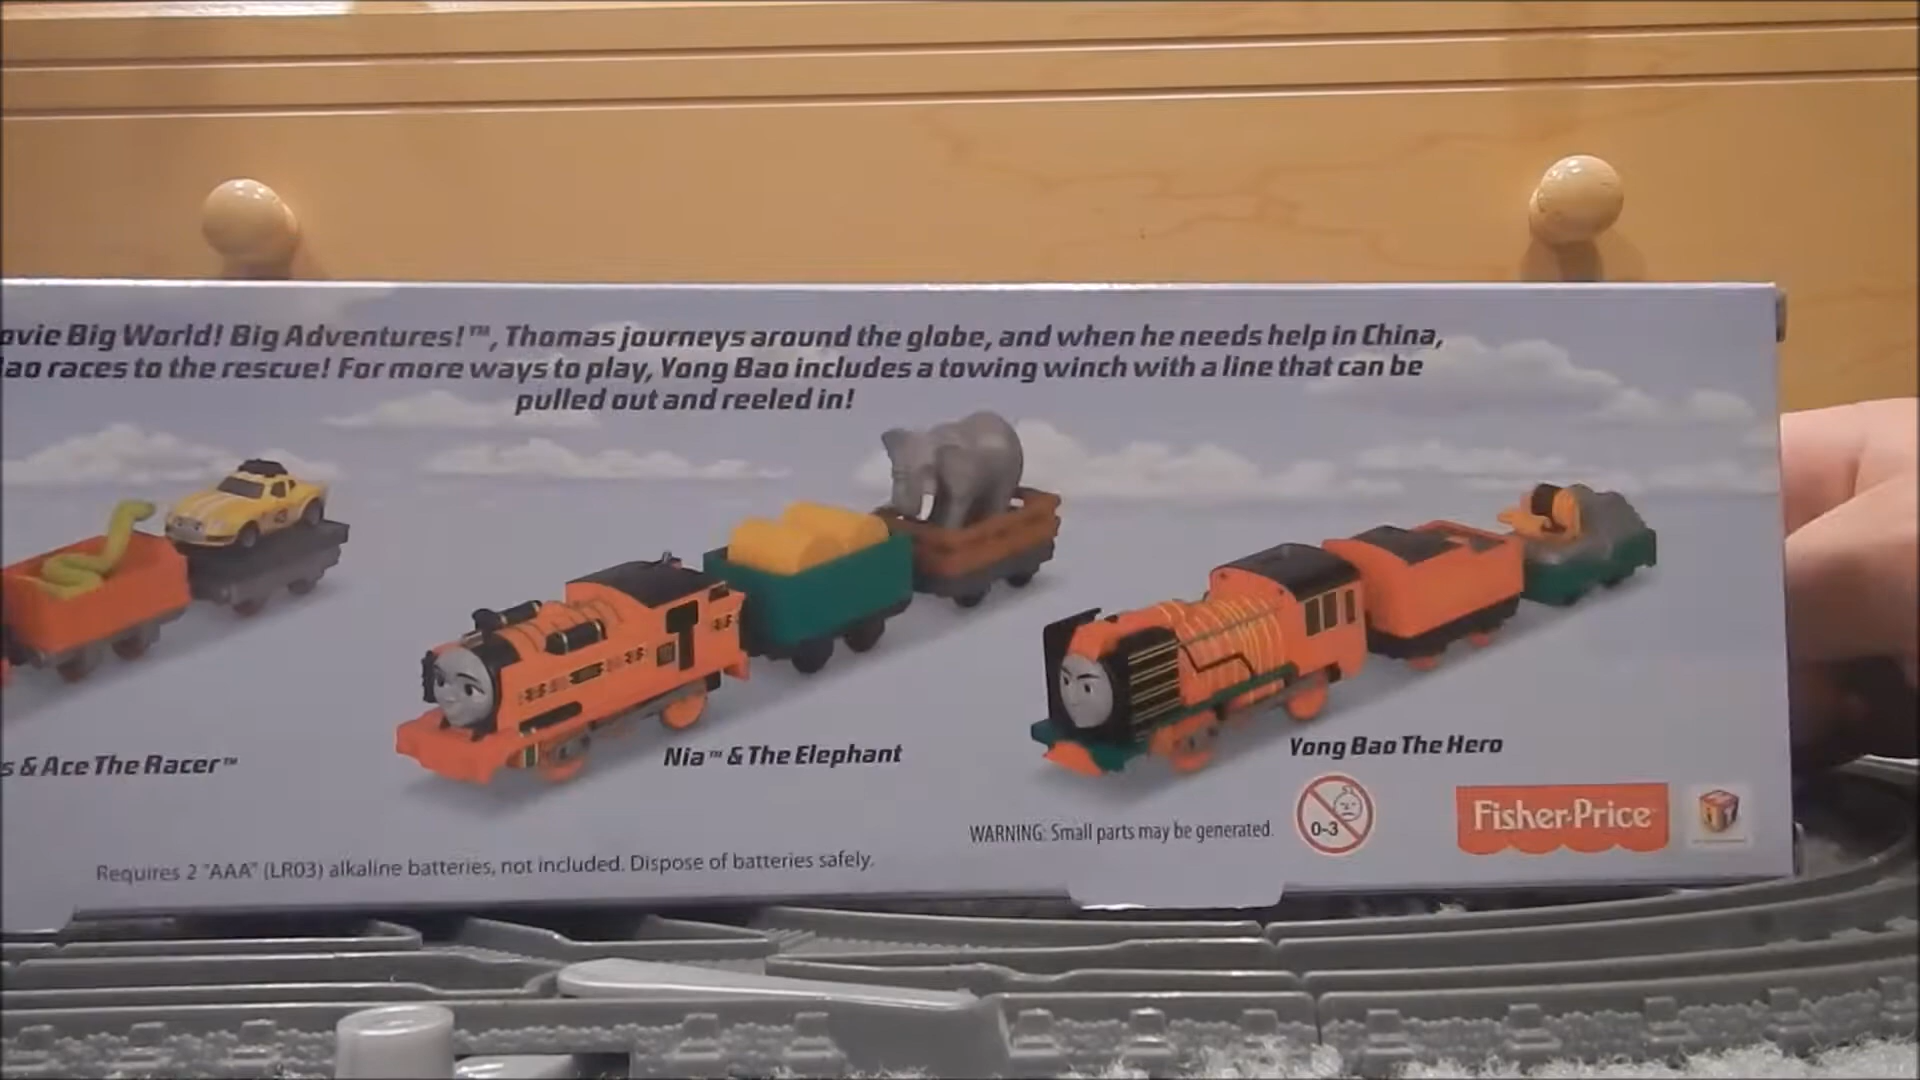 ovie Big World! Big Adventures!™, Thomas journeys around the globe, and when he needs help in China,
ao races to the rescue! For more ways to play, Yong Bao includes a towing winch with a line that can be
pulled out and reeled in!
s & Ace The Racer™
Nia™ & The Elephant
Yong Bao The Hero
WARNING: Small parts may be generated.
0-3
Fisher-Price
Requires 2 "AAA" (LR03) alkaline batteries, not included. Dispose of batteries safely.